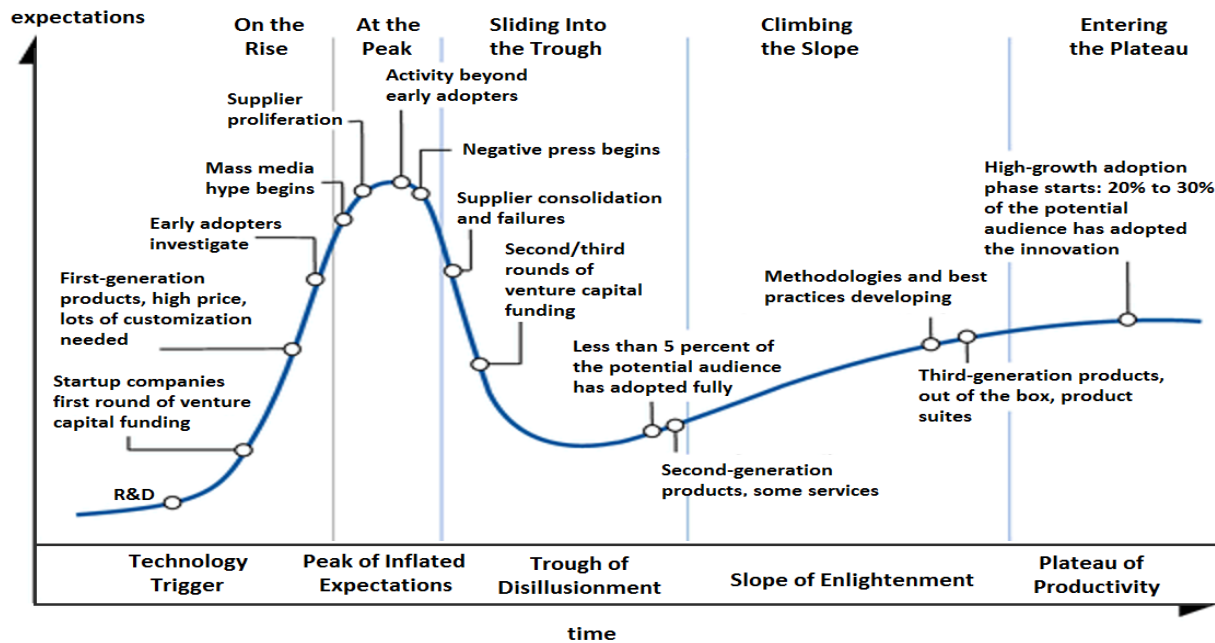 expectations
On the
Rise
At the
Peak
Sliding Into
the Trough
Climbing
the Slope
Entering
the Plateau
Activity beyond
early adopters
Supplier
proliferation
Negative press begins
Mass media
hype begins
High-growth adoption
phase starts: 20% to 30%
of the potential
audience has adopted
the innovation
Supplier consolidation
and failures
Early adopters
investigate
Second/third
rounds of
venture capital
funding
First-generation
products, high price,
lots of customization
needed
Methodologies and best
practices developing
Less than 5 percent of
the potential audience
has adopted fully
Startup companies
first round of venture
capital funding
Third-generation products,
out of the box, product
suites
Second-generation
products, some services
R&D
Technology
Trigger
Peak of Inflated
Expectations
Trough of
Disillusionment
Slope of Enlightenment
Plateau of
Productivity
time